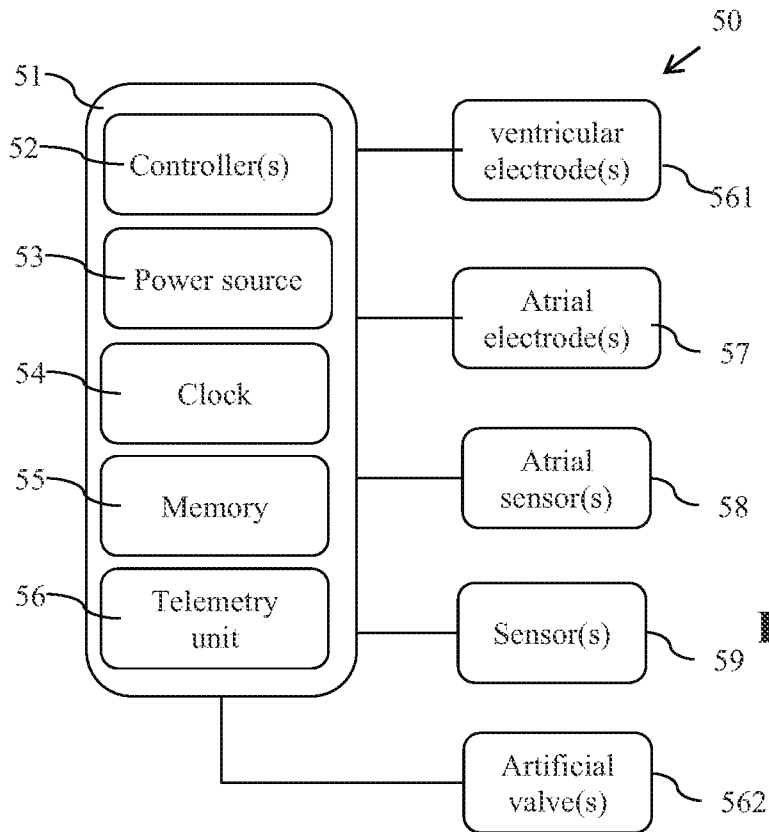 50
51
52
Controller(s)
ventricular
electrode(s)
561
53
Power source
Atrial
electrode(s)
57
54
Clock
Atrial
sensor(s)
58
55
Memory
56
Telemetry
unit
Sensor(s)
59
Artificial
valve(s)
562